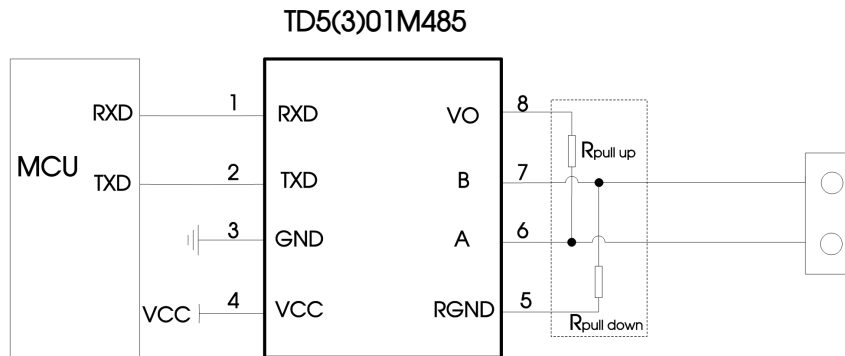 TD5(3)01M485
RXD 1 RXD VO 8
Rpull up
MCU TXD 2 TXD B 7
3 GND A 6
VCC 4 VCC RGND 5
Rpull down